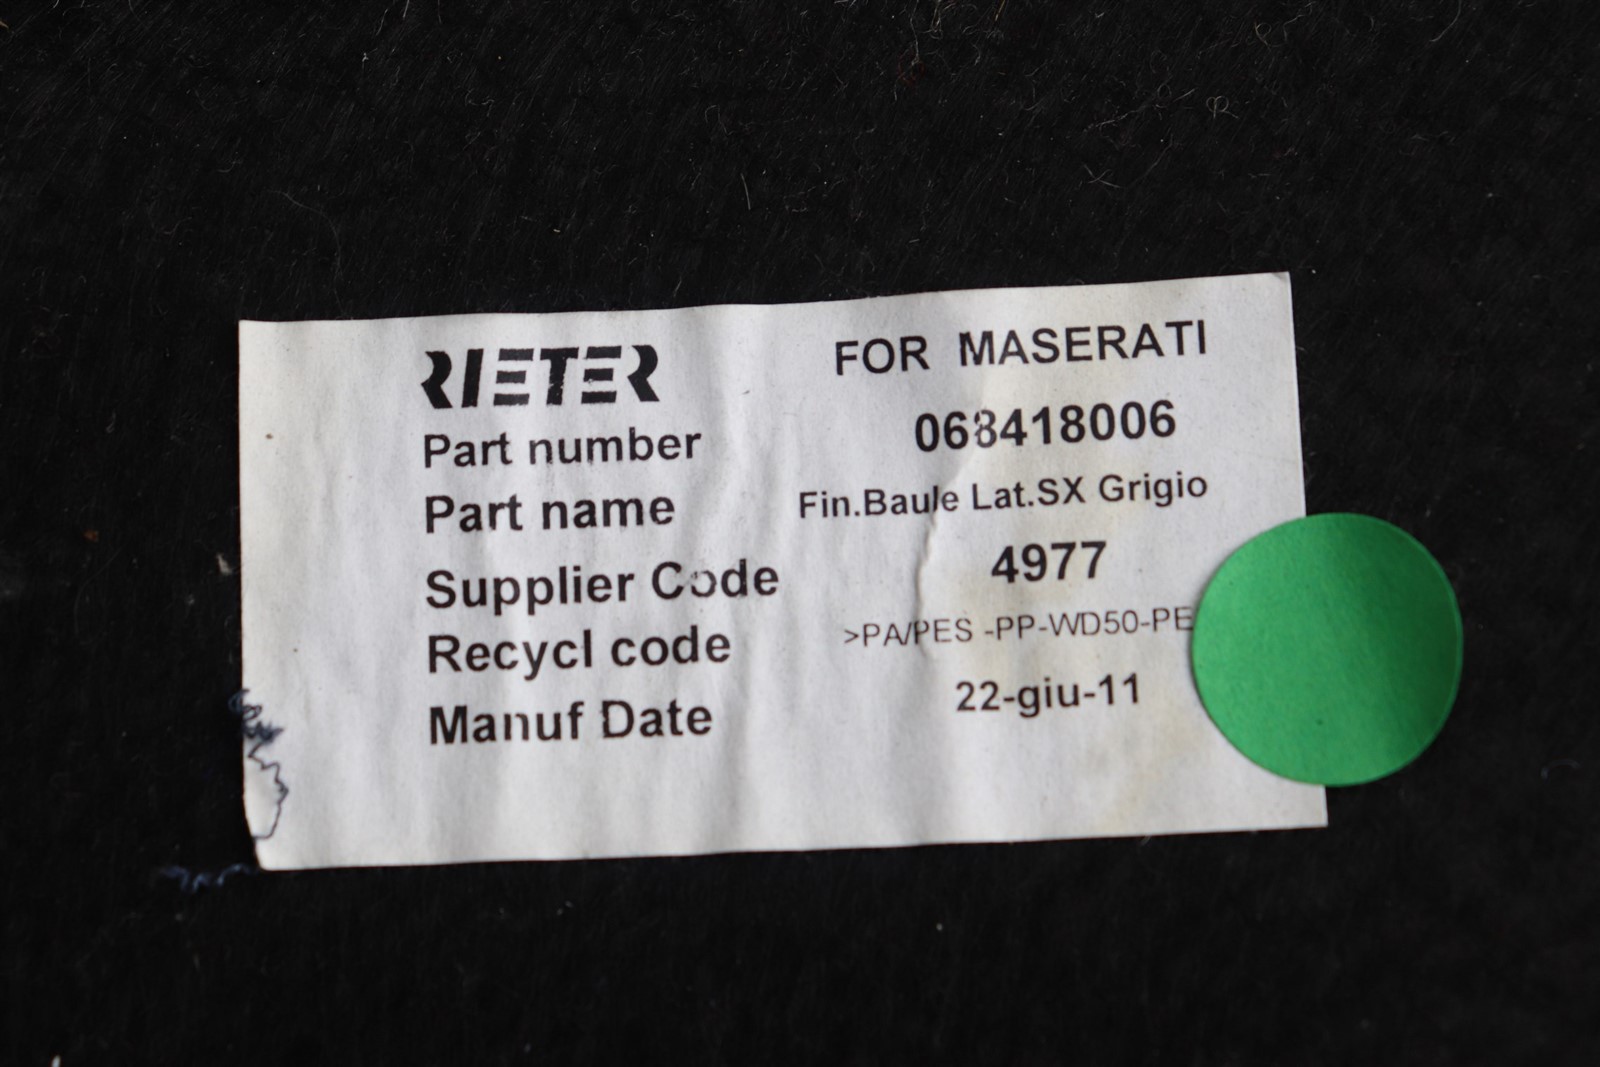 RIETER FOR MASERATI
Part number 068418006
Part name Fin.Baule Lat.SX Grigio
Supplier Code 4977
Recycl code >PA/PES -PP-WD50-PE
Manuf Date 22-giu-11